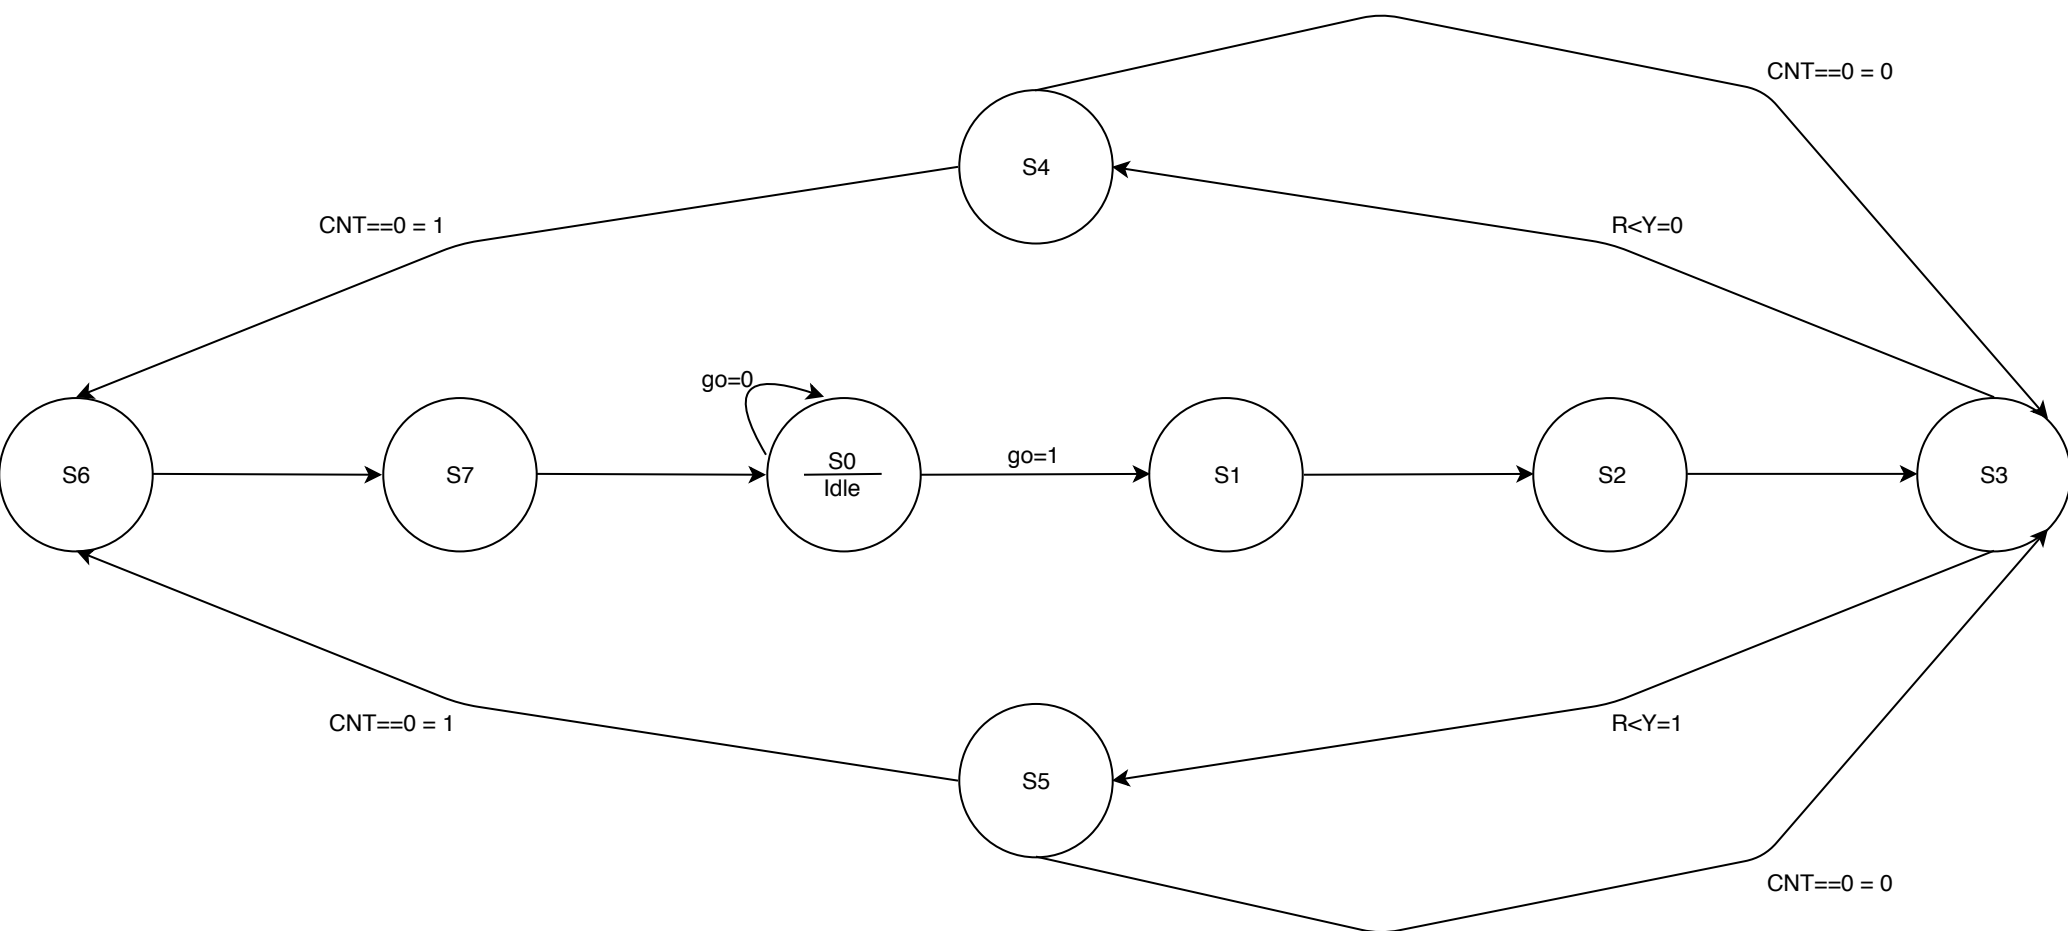 CNT==0 = 0
S4
CNT==0 = 1
R<Y=0
go=0
S6
S7
S0
Idle
go=1
S1
S2
S3
CNT==0 = 1
R<Y=1
S5
CNT==0 = 0